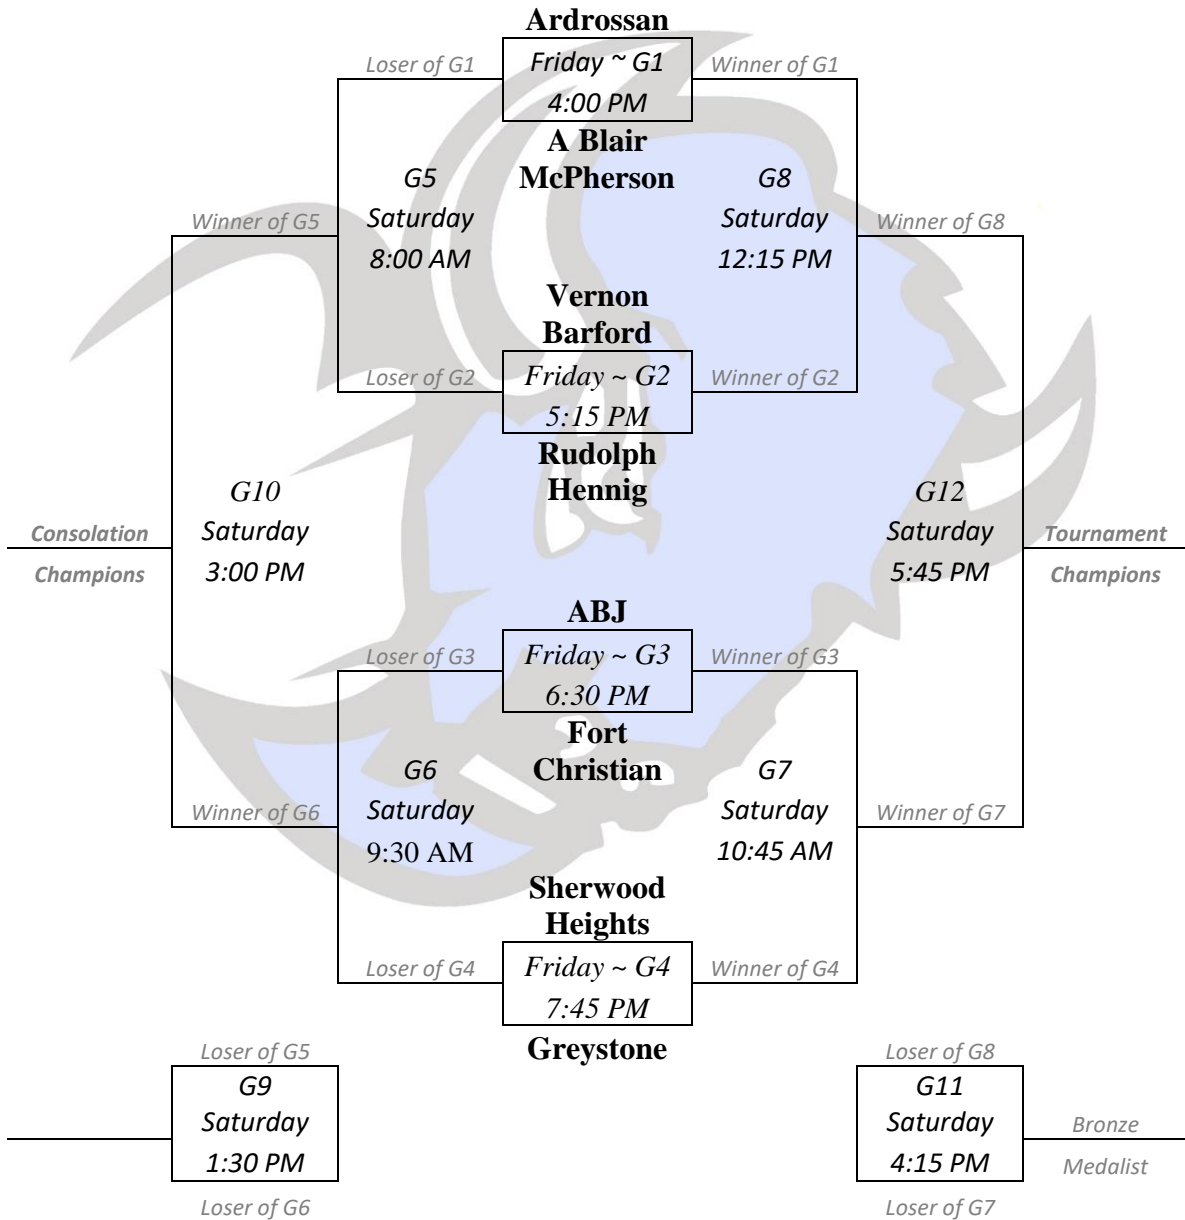 Ardrossan
Loser of G1
Friday ~ G1
Winner of G1
4:00 PM
A Blair
McPherson
G5
G8
Winner of G5
Saturday
Saturday
Winner of G8
8:00 AM
12:15 PM
Vernon
Barford
Loser of G2
Friday ~ G2
Winner of G2
5:15 PM
Rudolph
Hennig
G10
G12
Consolation
Saturday
Saturday
Tournament
Champions
3:00 PM
5:45 PM
Champions
ABJ
Loser of G3
Friday ~ G3
Winner of G3
6:30 PM
Fort
Christian
G6
G7
Winner of G6
Saturday
Saturday
Winner of G7
9:30 AM
10:45 AM
Sherwood
Heights
Loser of G4
Friday ~ G4
Winner of G4
7:45 PM
Greystone
Loser of G5
Loser of G8
G9
G11
Saturday
Saturday
Bronze
1:30 PM
4:15 PM
Medalist
Loser of G6
Loser of G7